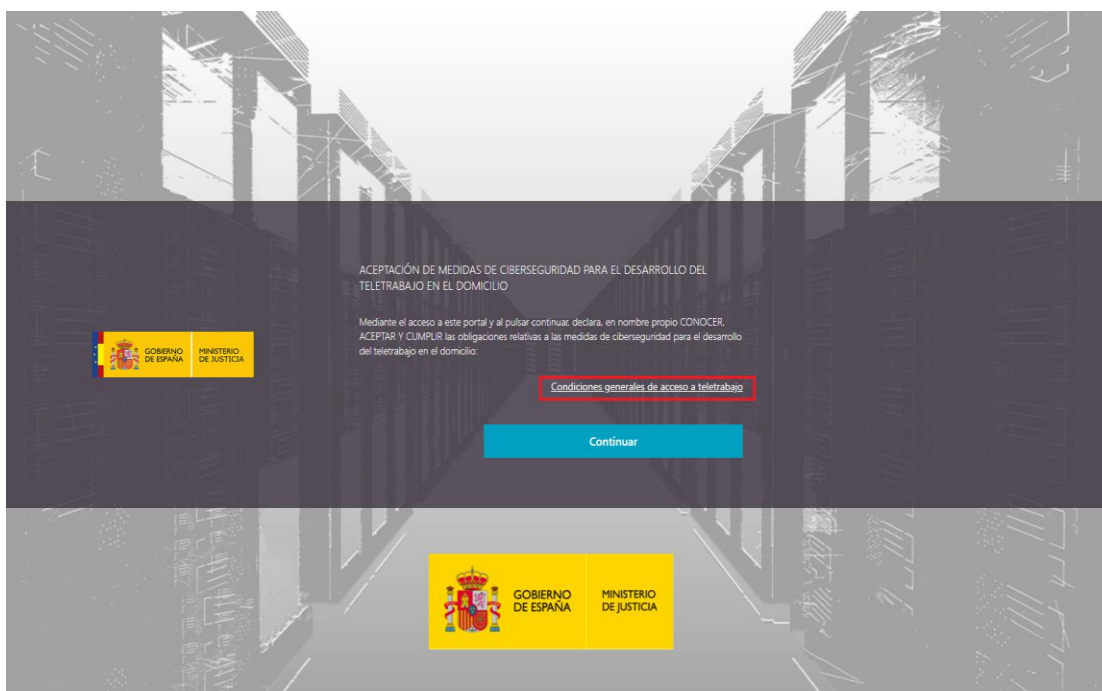 ACEPTACIÓN DE MEDIDAS DE CIBERSEGURIDAD PARA EL DESARROLLO DEL
TELETRABAJO EN EL DOMICILIO
Mediante el acceso a este portal y al pulsar continuar, declara, en nombre propio CONOCER,
ACEPTAR Y CUMPLIR las obligaciones relativas a las medidas de ciberseguridad para el desarrollo
del teletrabajo en el domicilio:
GOBIERNO
DE ESPAÑA
MINISTERIO
DE JUSTICIA
Condiciones generales de acceso a teletrabajo
Continuar
GOBIERNO
DE ESPAÑA
MINISTERIO
DE JUSTICIA